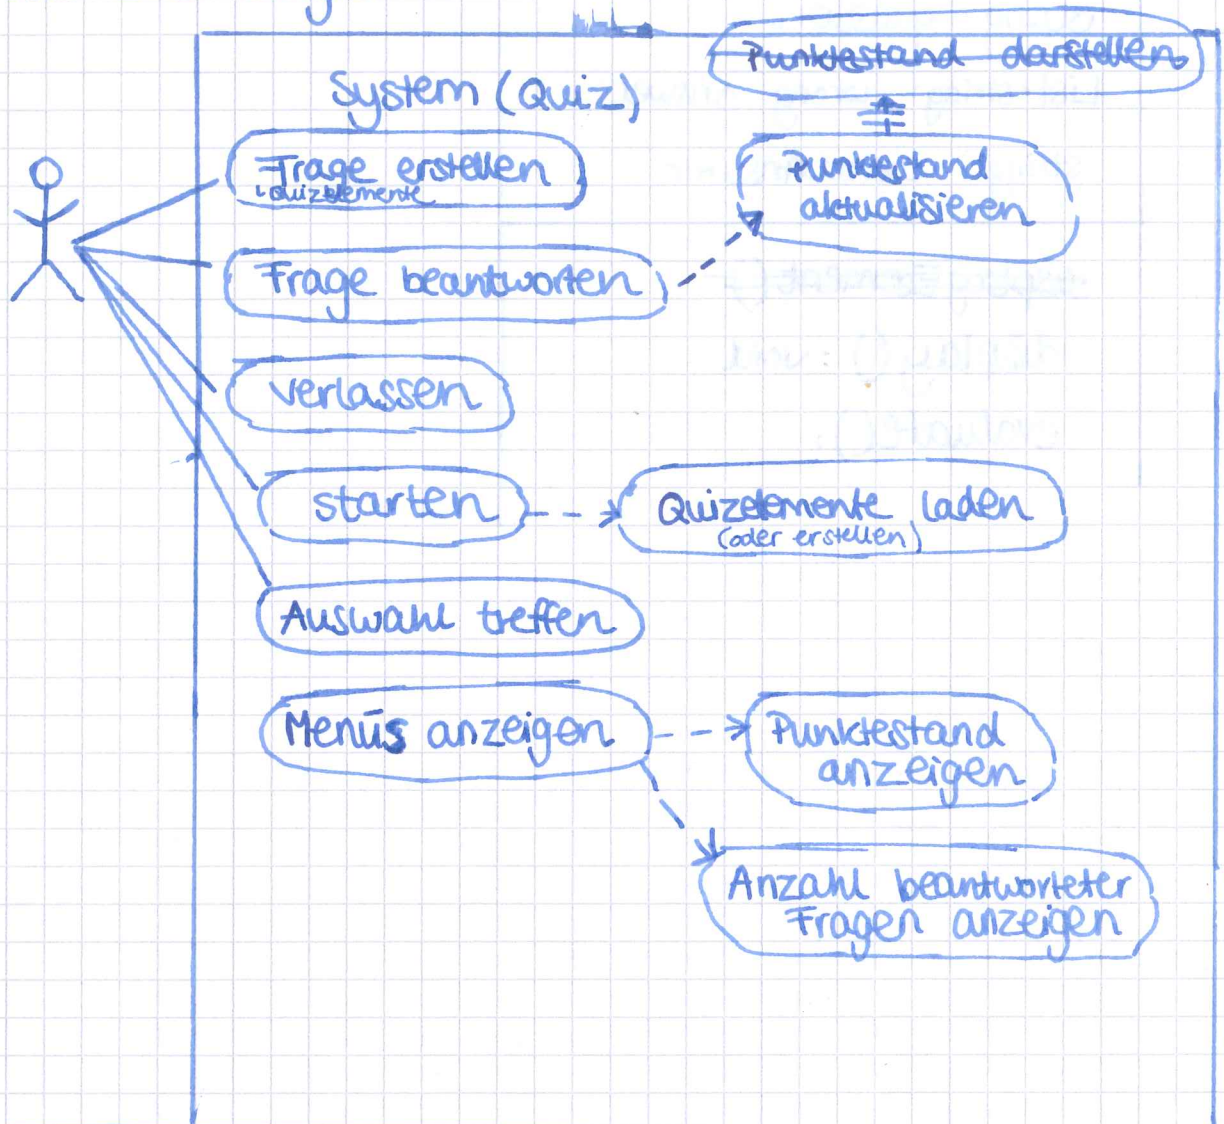 Punktestand darstellen
System (Quiz)
Frage erstellen
Quizelemente
Punktestand
aktualisieren
Frage beantworten
verlassen
starten
Quizelemente laden
(oder erstellen)
Auswahl treffen
Menüs anzeigen
Punktestand
anzeigen
Anzahl beantworteter
Fragen anzeigen